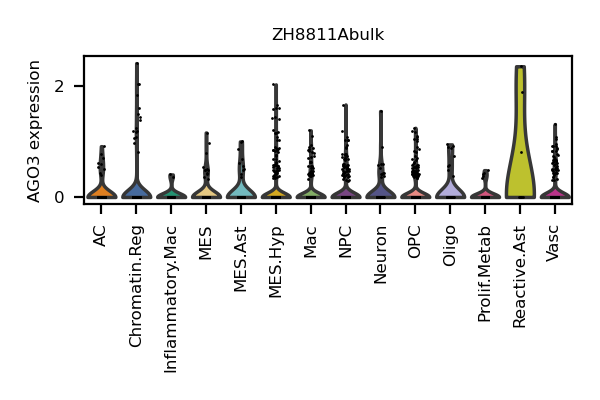 ZH8811Abulk
AGO3 expression
2
0
AC
Chromatin.Reg
Inflammatory.Mac
MES
MES.Ast
MES.Hyp
Mac
NPC
Neuron
OPC
Oligo
Prolif.Metab
Reactive.Ast
Vasc